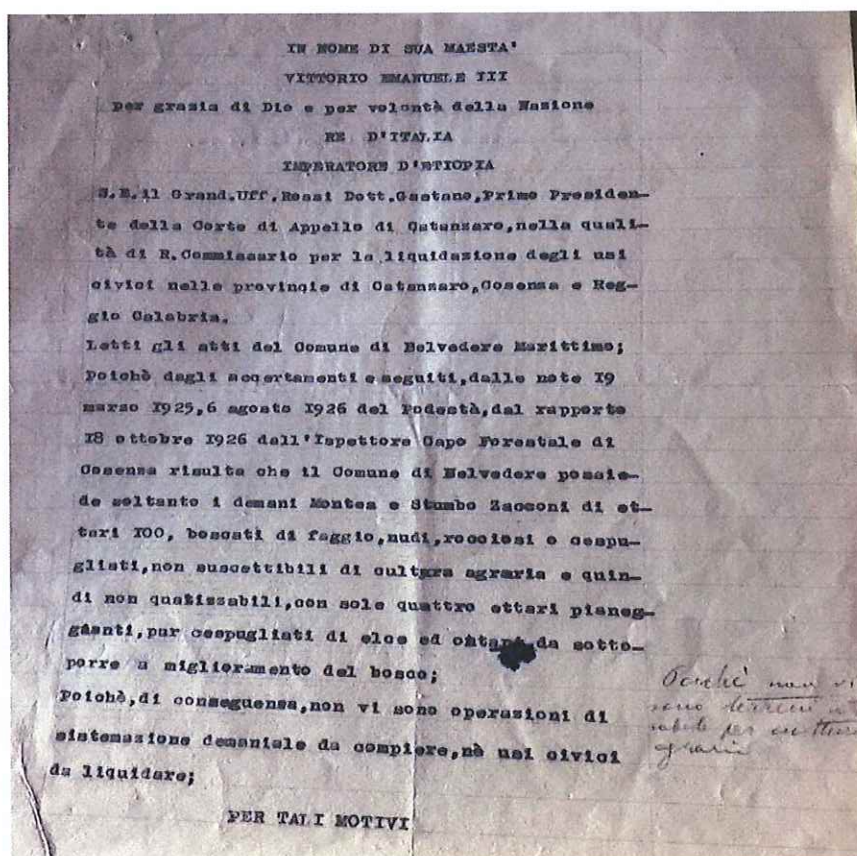 IN NOME DI SUA MAESTA'
VITTORIO EMANUELE III
per grazia di Dio e per volontà della Nazione
RE D'ITALIA
IMPERATORE D'ETIOPIA
S.E.il Grand.Uff.Rossi Dott.Gaetano,Primo Presiden-
te della Corte di Appello di Catanzaro,nella quali-
tà di R.Commissario per la liquidazione degli usi
civici nelle provincie di Catanzaro,Cosenza e Reg-
gio Calabria.
Letti gli atti del Comune di Belvedere Marittimo;
Poichè dagli accertamenti eseguiti,dalle note I9
marzo I925,6 agosto I926 del Podestà,dal rapporto
I8 ottobre I926 dall'Ispettore Capo Forestale di
Cosenza risulta che il Comune di Belvedere possie-
de soltanto i demani Montea e Stumbo Zacconi di et-
tari I00, boscati di faggio,nudi,rocciosi e cespu-
gliati,non suscettibili di cultura agraria e quin-
di non quotizzabili,con sole quattro ettari pianeg-
gianti,pur cespugliati di elce ed da sotto-
porre a miglioramento del bosco;
Poichè,di conseguenza,non vi sono operazioni di
sistemazione demaniale da compiere,nè usi civici
da liquidare;
PER TALI MOTIVI
Perché non vi
sono terreni
per